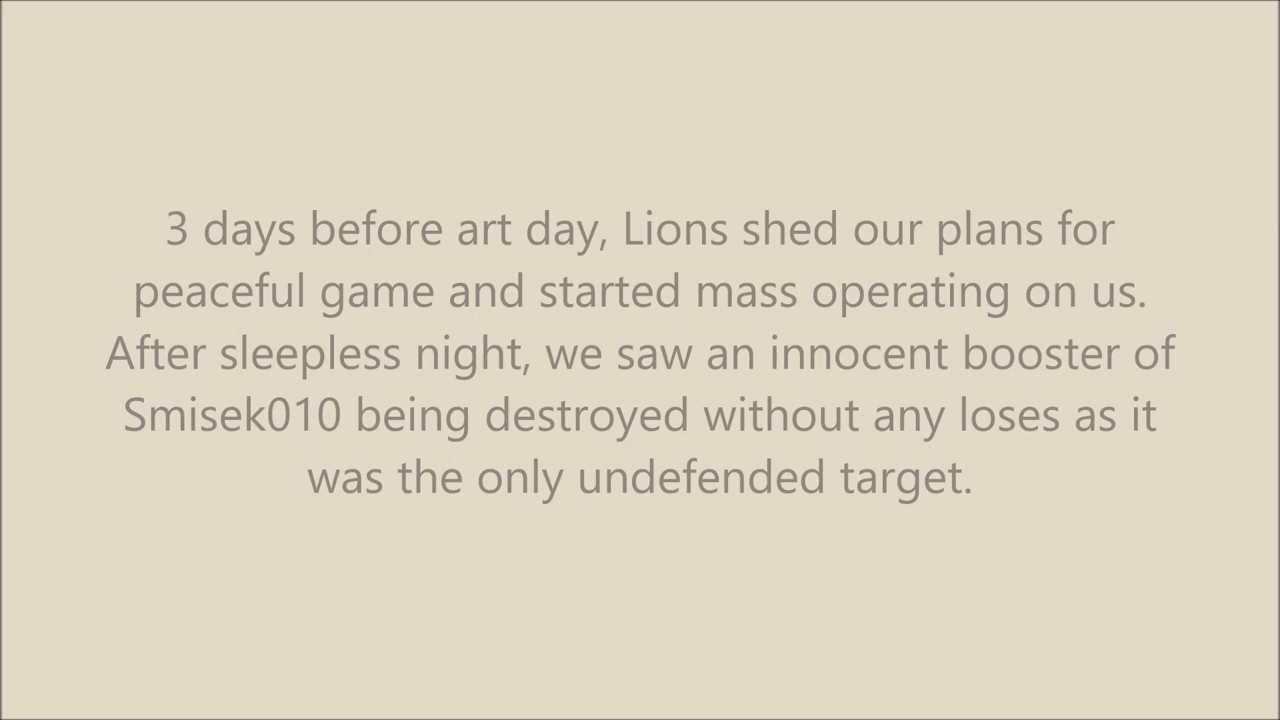 3 days before art day, Lions shed our plans for
peaceful game and started mass operating on us.
After sleepless night, we saw an innocent booster of
Smisek010 being destroyed without any loses as it
was the only undefended target.